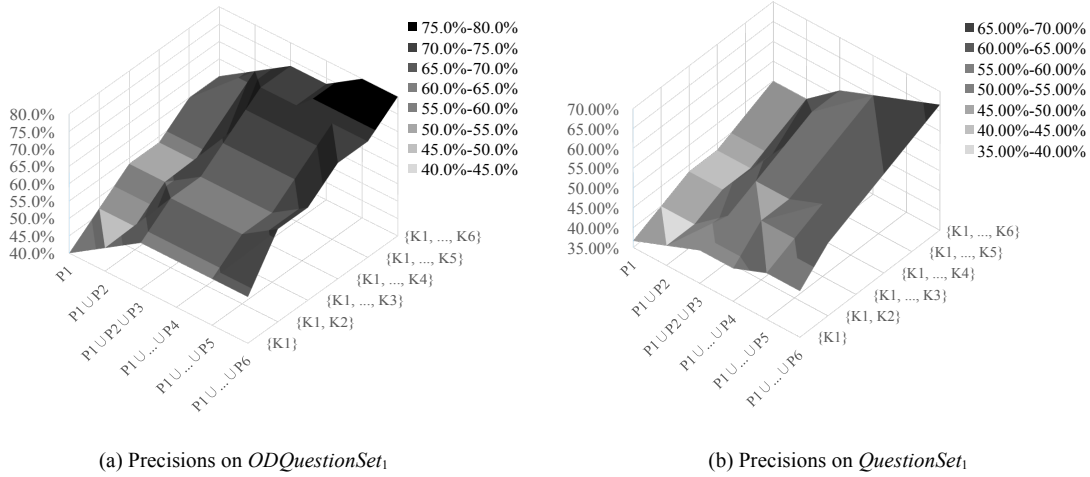 80.0%
75.0%
70.0%
65.0%
60.0%
55.0%
50.0%
45.0%
40.0%
P1
P1∪P2
P1∪P2∪P3
P1∪...∪P4
P1∪...∪P5
P1∪...∪P6
{K1}
{K1, K2}
{K1, ..., K3}
{K1, ..., K4}
{K1, ..., K5}
{K1, ..., K6}
75.0%-80.0%
70.0%-75.0%
65.0%-70.0%
60.0%-65.0%
55.0%-60.0%
50.0%-55.0%
45.0%-50.0%
40.0%-45.0%
(a) Precisions on ODQuestionSet₁
70.00%
65.00%
60.00%
55.00%
50.00%
45.00%
40.00%
35.00%
P1
P1∪P2
P1∪P2∪P3
P1∪...∪P4
P1∪...∪P5
P1∪...∪P6
{K1}
{K1, K2}
{K1, ..., K3}
{K1, ..., K4}
{K1, ..., K5}
{K1, ..., K6}
65.00%-70.00%
60.00%-65.00%
55.00%-60.00%
50.00%-55.00%
45.00%-50.00%
40.00%-45.00%
35.00%-40.00%
(b) Precisions on QuestionSet₁